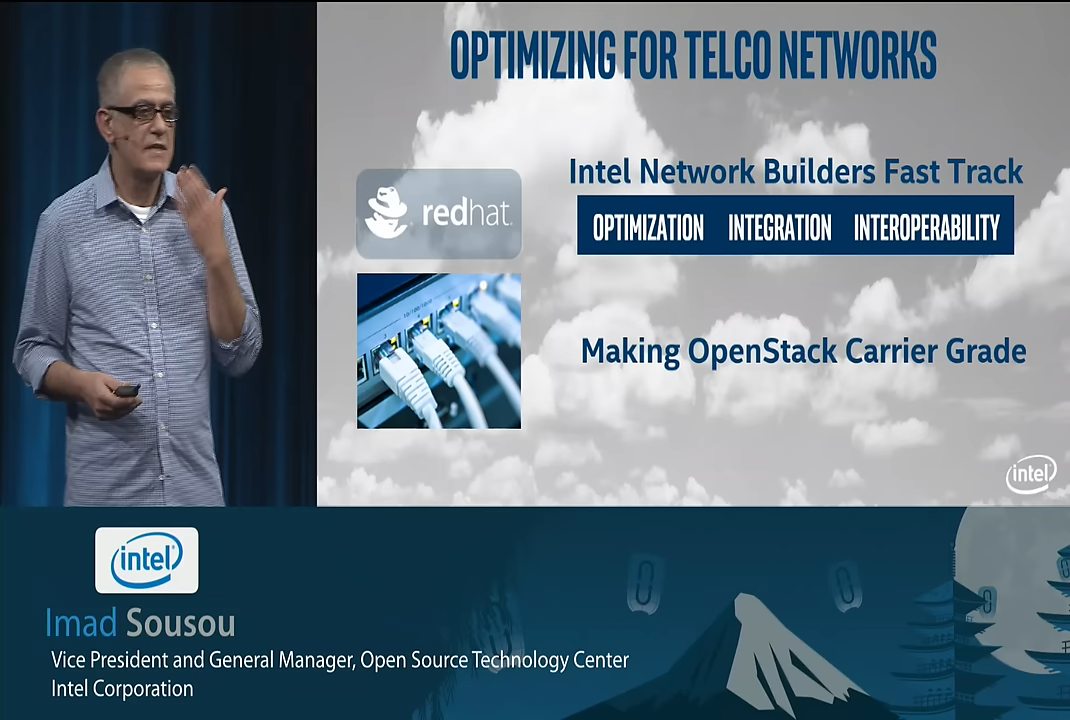 OPTIMIZING FOR TELCO NETWORKS
Intel Network Builders Fast Track
redhat.
OPTIMIZATION INTEGRATION INTEROPERABILITY
Making OpenStack Carrier Grade
intel
intel
Imad Sousou
Vice President and General Manager, Open Source Technology Center
Intel Corporation